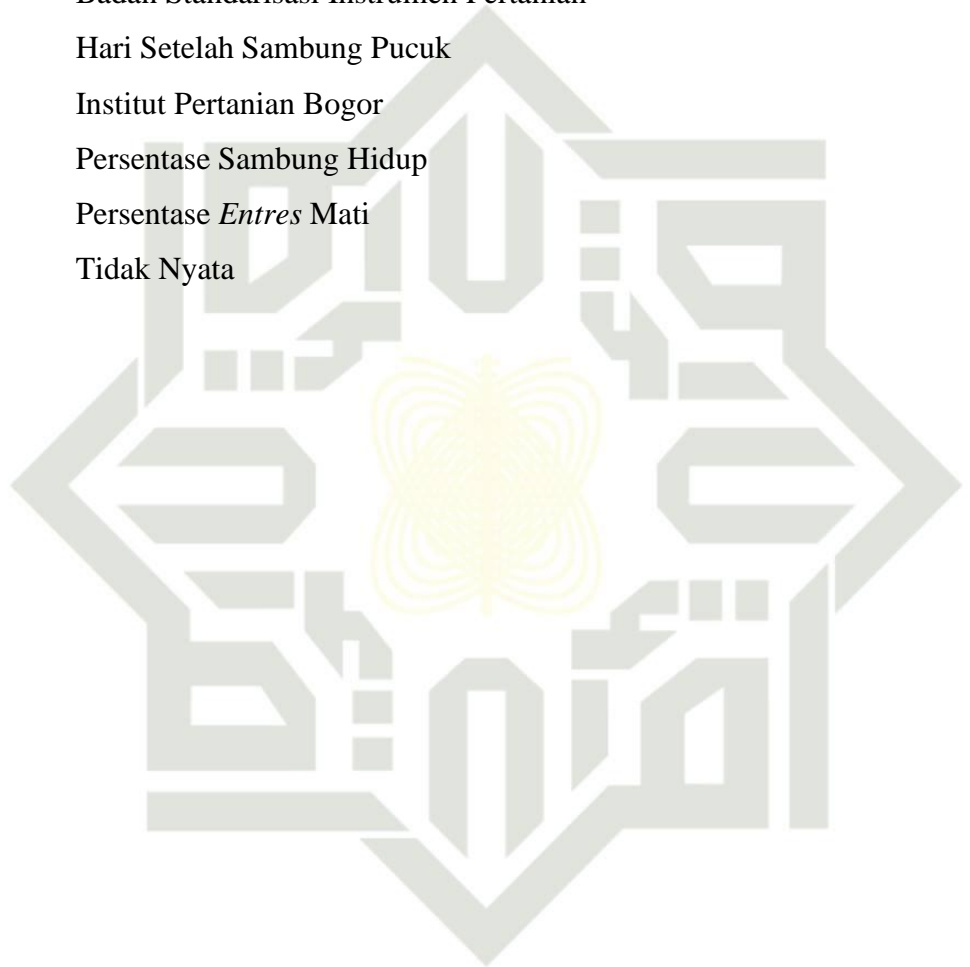 Badan Standarisasi Instrumen Pertanian
Hari Setelah Sambung Pucuk
Institut Pertanian Bogor
Persentase Sambung Hidup
Persentase Entres Mati
Tidak Nyata